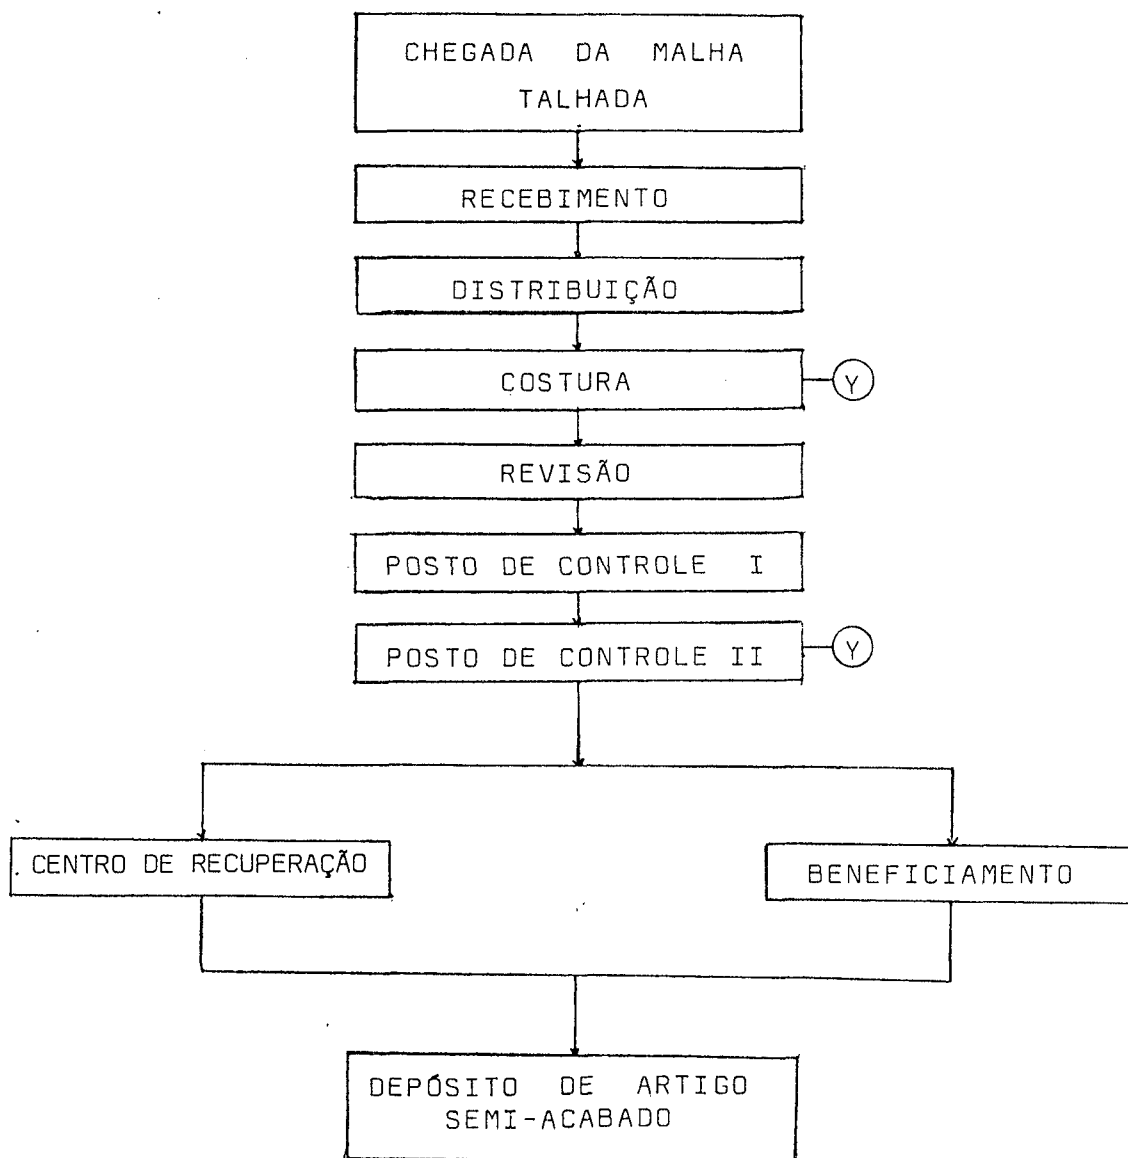 CHEGADA DA MALHA
TALHADA
RECEBIMENTO
DISTRIBUIÇÃO
COSTURA
Y
REVISÃO
POSTO DE CONTROLE I
POSTO DE CONTROLE II
Y
CENTRO DE RECUPERAÇÃO
BENEFICIAMENTO
DEPÓSITO DE ARTIGO
SEMI-ACABADO